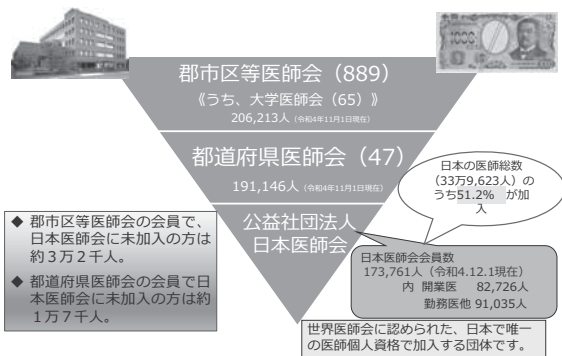 1000
郡市区等医師会（889）
《うち、大学医師会（65）》
206,213人（令和4年11月1日現在）
都道府県医師会（47）
191,146人（令和4年11月1日現在）
日本の医師総数
（33万9,623人）の
うち51.2% が加
入
◆ 郡市区等医師会の会員で、
日本医師会に未加入の方は
約３万２千人。
◆ 都道府県医師会の会員で日
本医師会に未加入の方は約
１万７千人。
公益社団法人
日本医師会
日本医師会会員数
173,761人（令和4.12.1現在）
内 開業医 82,726人
勤務医他 91,035人
世界医師会に認められた、日本で唯一
の医師個人資格で加入する団体です。